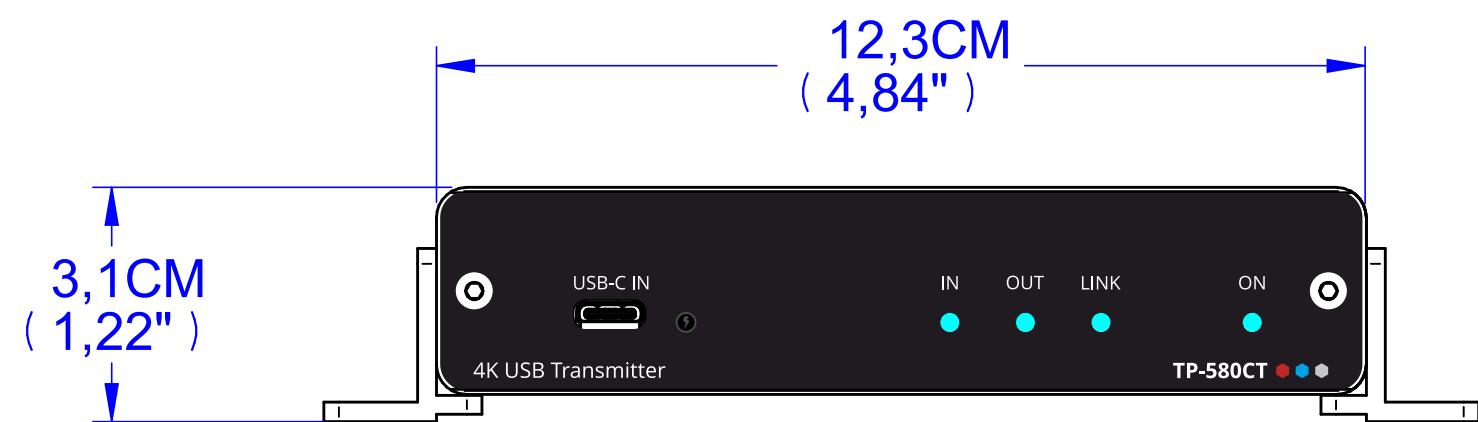 12,3CM
( 4,84" )
3,1CM
( 1,22" )
USB-C IN
IN OUT LINK ON
4K USB Transmitter
TP-580CT